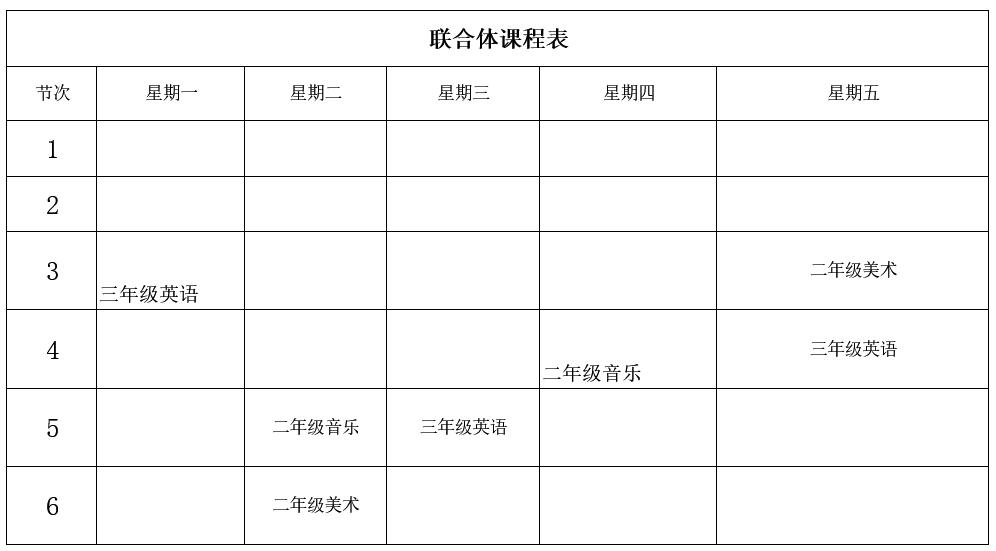 联合体课程表
节次 星期一 星期二 星期三 星期四 星期五
1
2
3 三年级英语 二年级美术
4 二年级音乐 三年级英语
5 二年级音乐 三年级英语
6 二年级美术